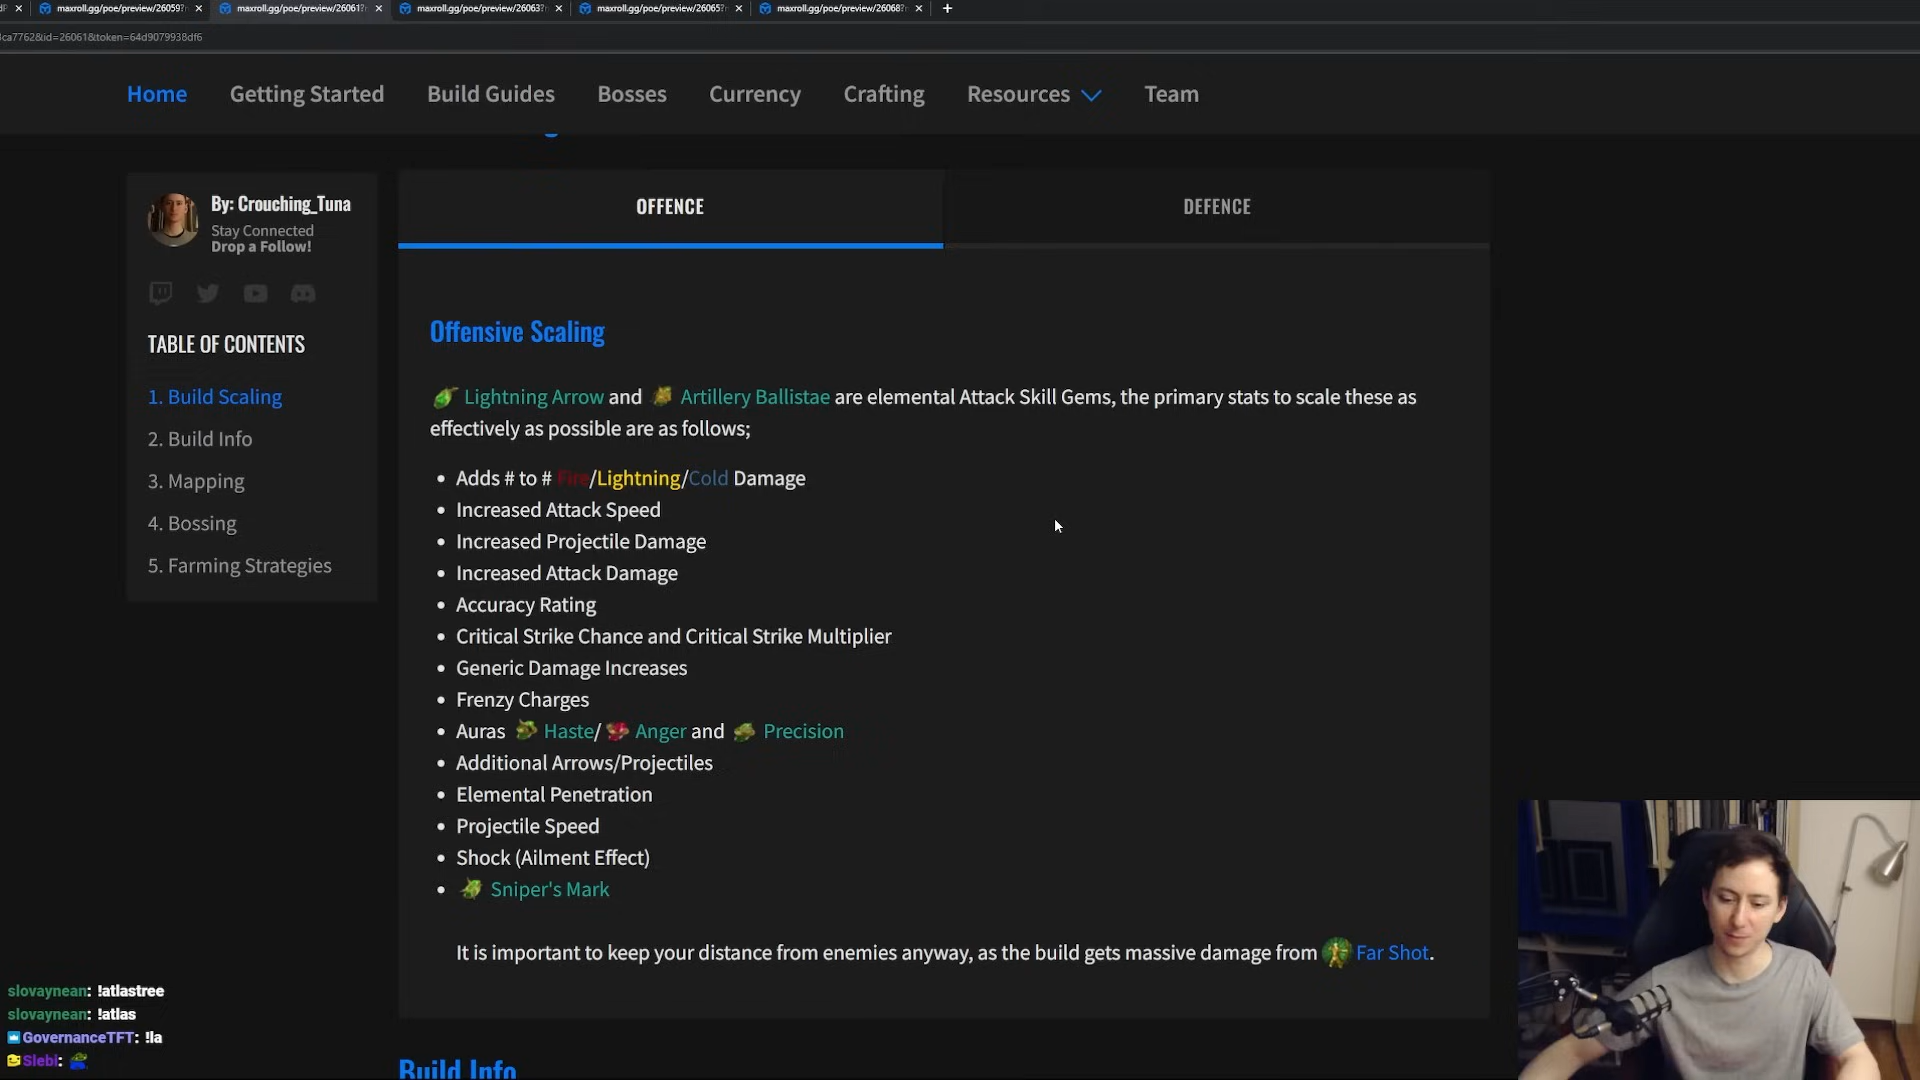 maxroll.gg/poe/preview/26059?
maxroll.gg/poe/preview/26061?
maxroll.gg/poe/preview/26063?
maxroll.gg/poe/preview/26065?
maxroll.gg/poe/preview/26068?
ca7762&id=26061&token=64d9079938df6
Home Getting Started Build Guides Bosses Currency Crafting Resources Team
By: Crouching_Tuna
Stay Connected
Drop a Follow!
TABLE OF CONTENTS
1. Build Scaling
2. Build Info
3. Mapping
4. Bossing
5. Farming Strategies
OFFENCE DEFENCE
Offensive Scaling
Lightning Arrow and Artillery Ballistae are elemental Attack Skill Gems, the primary stats to scale these as
effectively as possible are as follows;
• Adds # to # Fire/Lightning/Cold Damage
• Increased Attack Speed
• Increased Projectile Damage
• Increased Attack Damage
• Accuracy Rating
• Critical Strike Chance and Critical Strike Multiplier
• Generic Damage Increases
• Frenzy Charges
• Auras Haste/ Anger and Precision
• Additional Arrows/Projectiles
• Elemental Penetration
• Projectile Speed
• Shock (Ailment Effect)
• Sniper's Mark
It is important to keep your distance from enemies anyway, as the build gets massive damage from Far Shot.
Build Info
slovaynean: !atlastree
slovaynean: !atlas
GovernanceTFT: !la
Slebi: